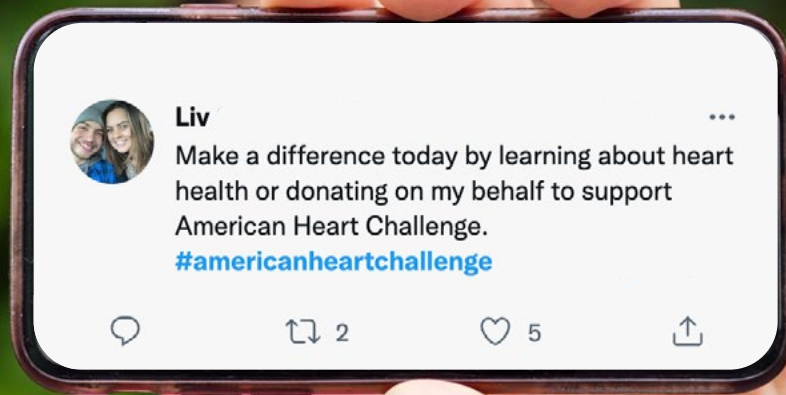 Liv
Make a difference today by learning about heart
health or donating on my behalf to support
American Heart Challenge.
#americanheartchallenge
2
5